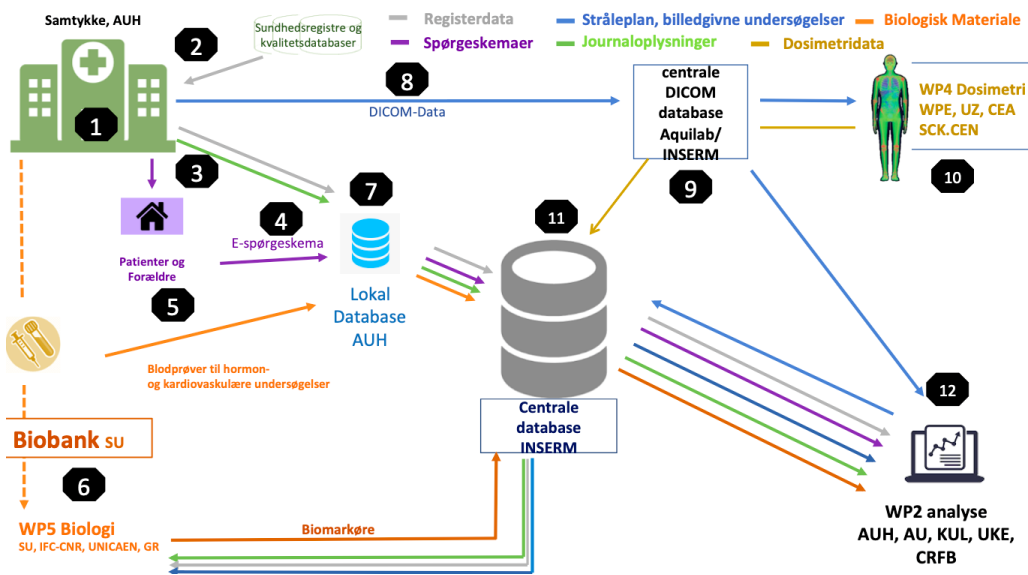 Samtykke, AUH
Sundhedsregistre og
kvalitetsdatabaser
Registerdata
Stråleplan, billedgivne undersøgelser
Biologisk Materiale
Spørgeskemaer
Journaloplysninger
Dosimetridata
1
2
8
DICOM-Data
centrale
DICOM
database
Aquilab/
INSERM
9
WP4 Dosimetri
WPE, UZ, CEA
SCK.CEN
10
3
4
7
11
E-spørgeskema
Patienter og
Forældre
5
Lokal
Database
AUH
Blodprøver til hormon-
og kardiovaskulære undersøgelser
Biobank SU
6
WP5 Biologi
SU, IFC-CNR, UNICAEN, GR
Biomarkøre
Centrale
database
INSERM
12
WP2 analyse
AUH, AU, KUL, UKE,
CRFB